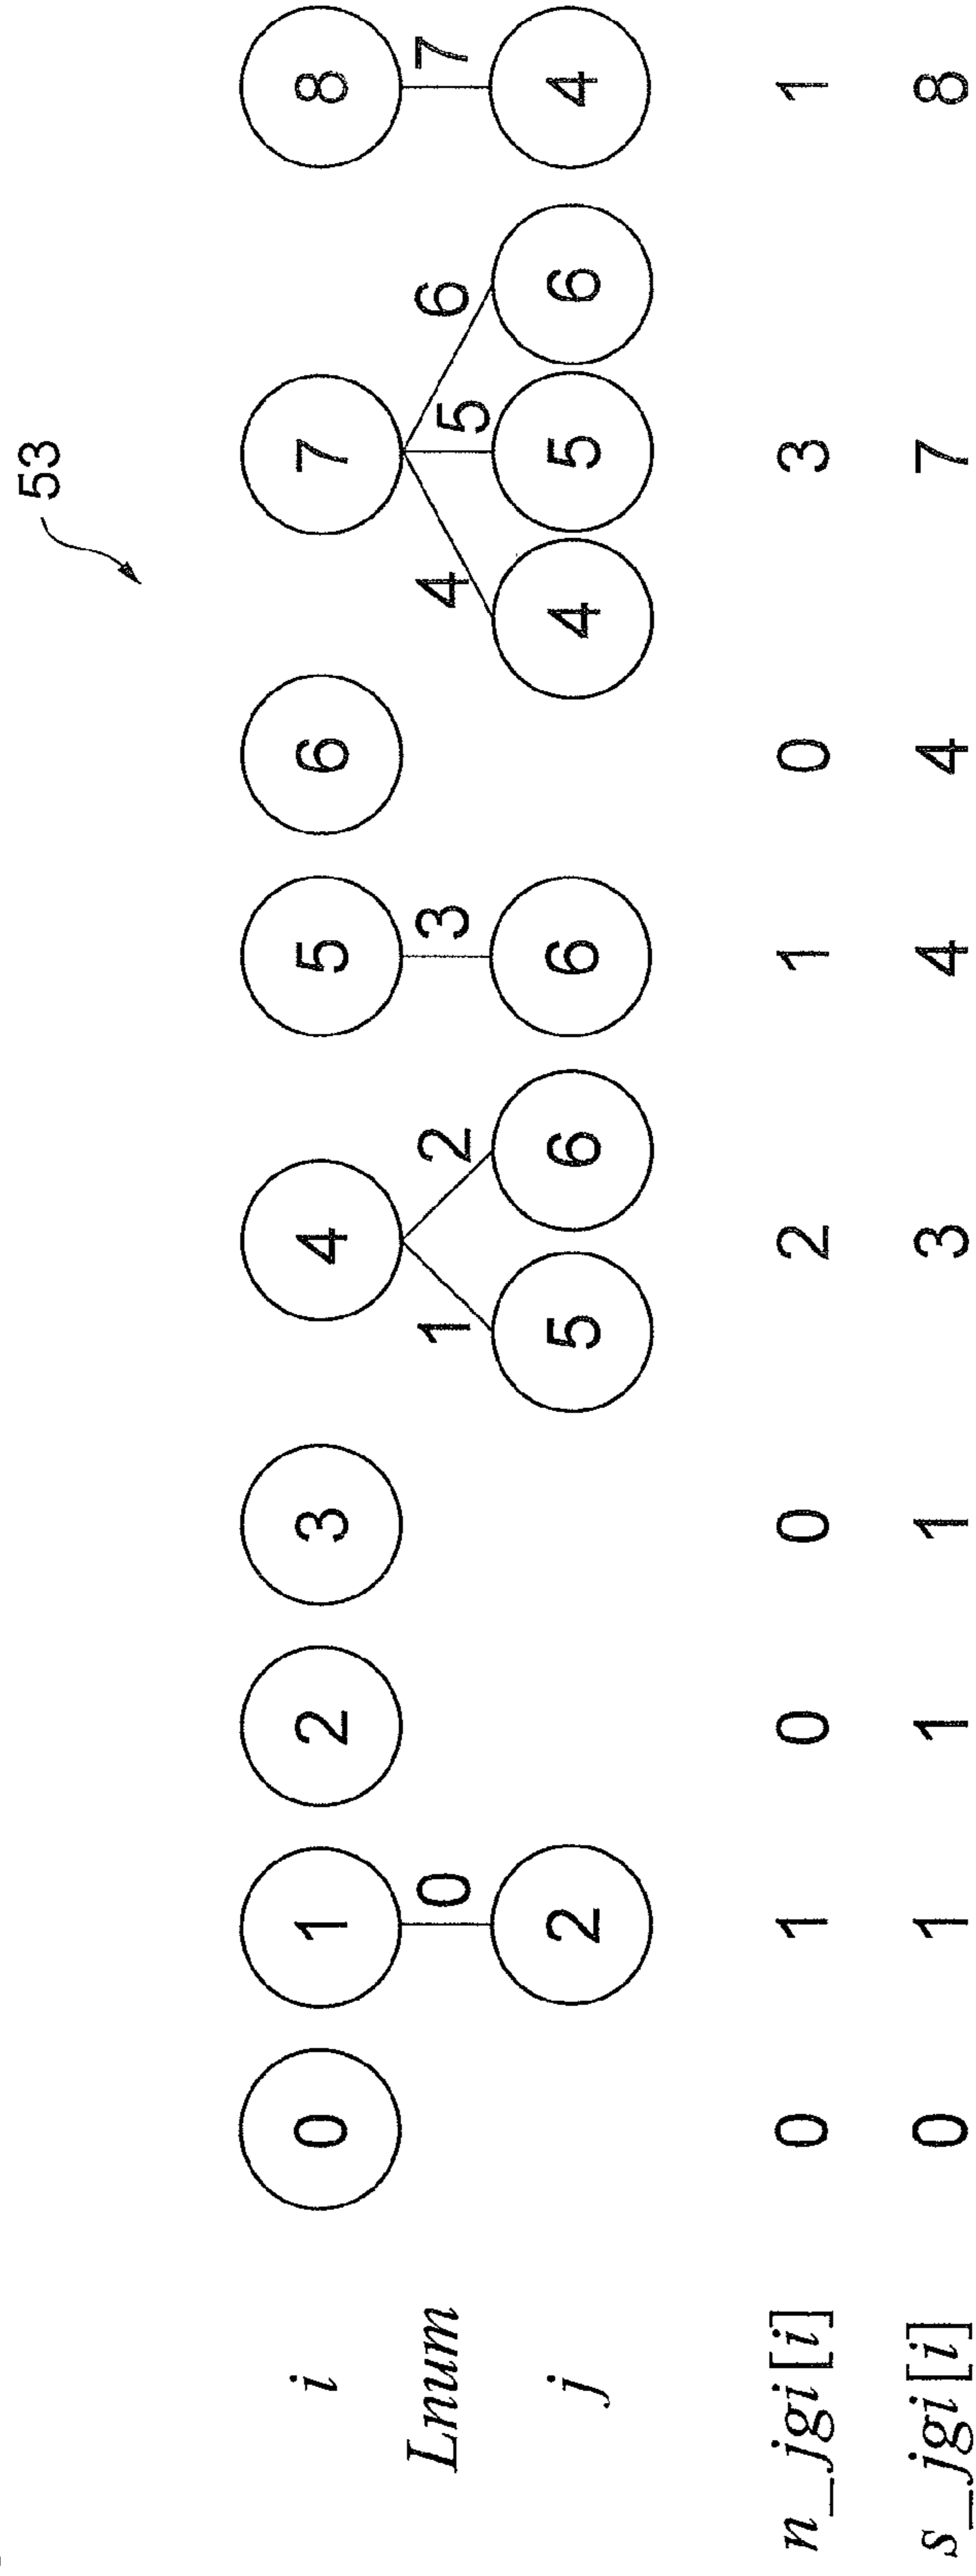 53
i 0 1 2 3 4 5 6 7 8
Lnum 0 1 2 3 4 5 6 7
j 2 5 6 6 4 5 6 4
n_jgi [i] 0 1 0 0 2 1 0 3 1
s_jgi [i] 0 1 1 1 3 4 4 7 8